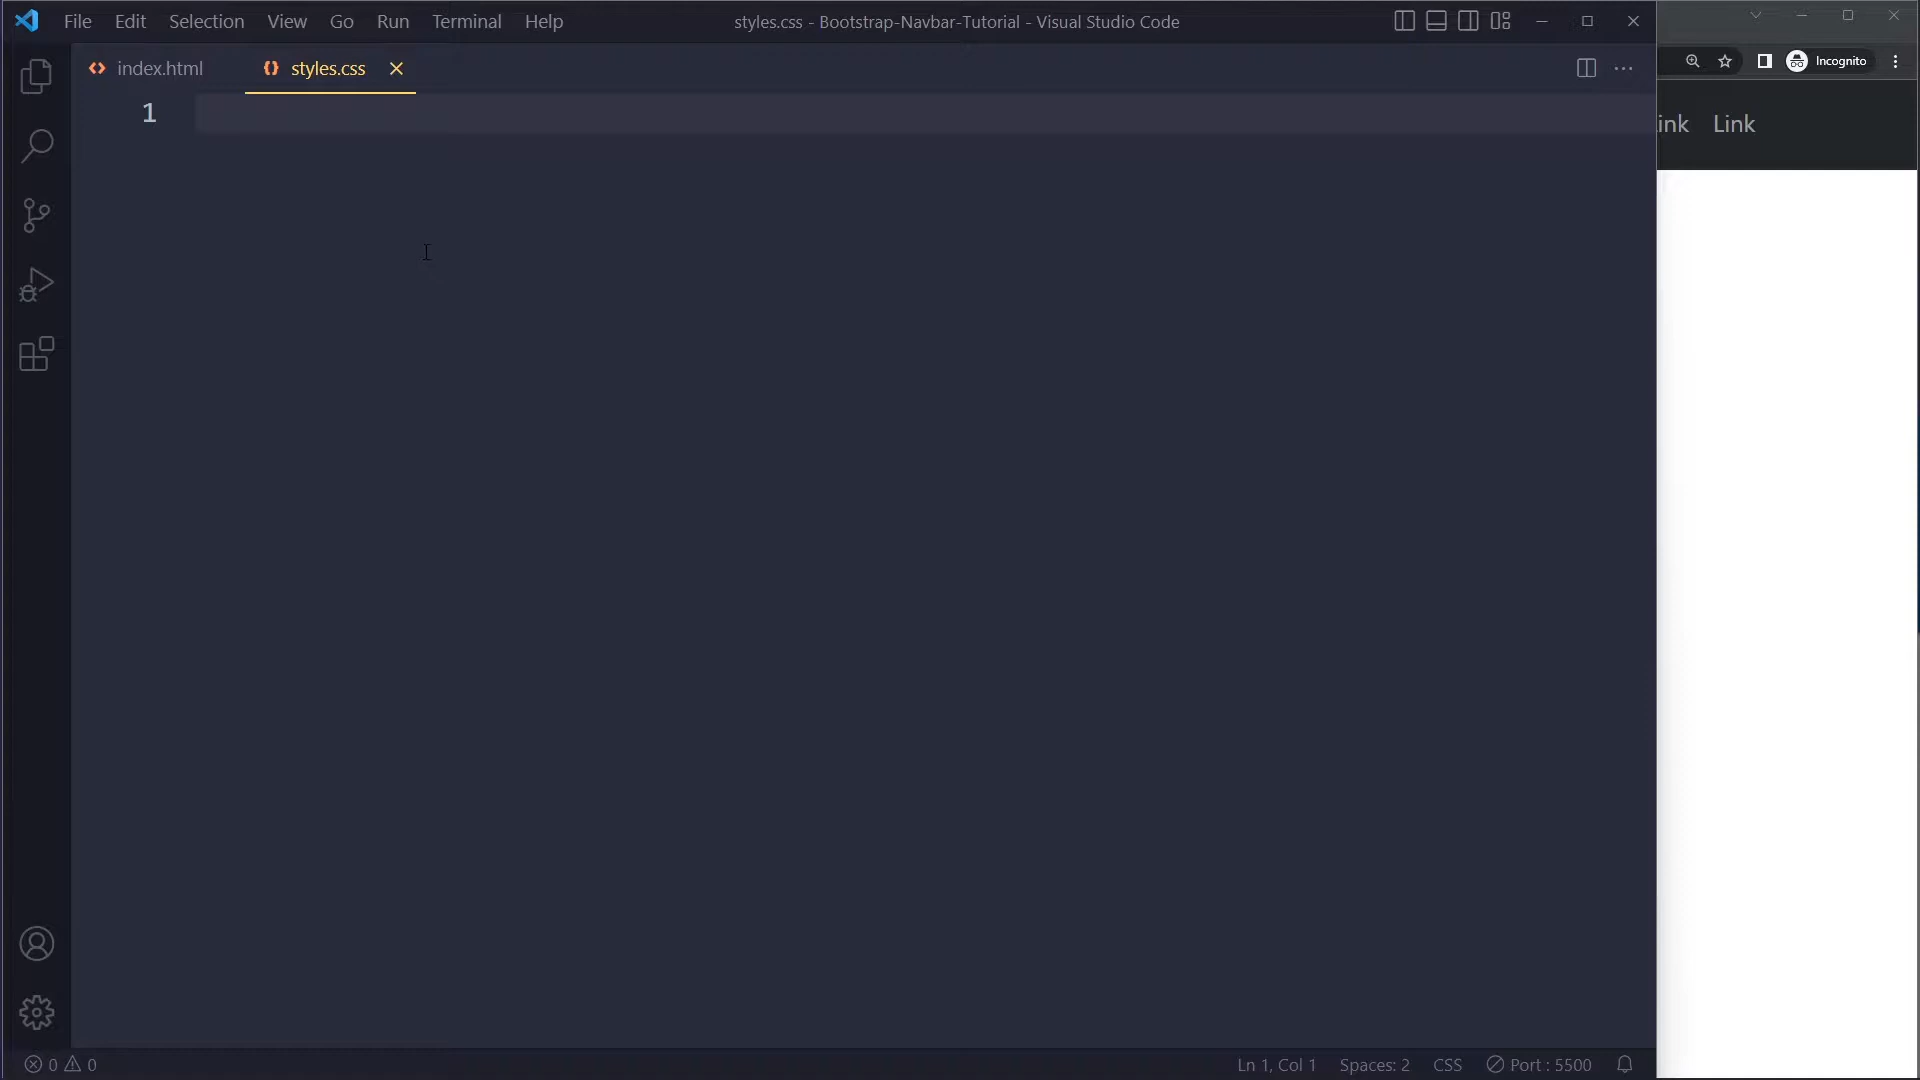 File Edit Selection View Go Run Terminal Help
styles.css - Bootstrap-Navbar-Tutorial - Visual Studio Code
index.html
styles.css
Incognito
1
ink Link
0 0
Ln 1, Col 1 Spaces: 2 CSS Port : 5500